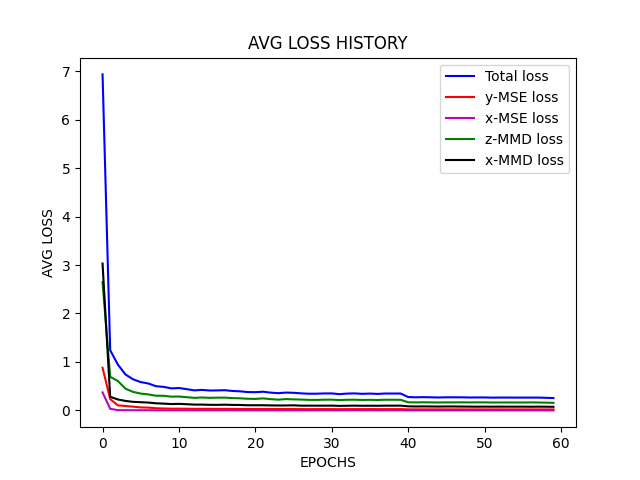 AVG LOSS HISTORY
Total loss
y-MSE loss
x-MSE loss
z-MMD loss
x-MMD loss
AVG LOSS
7
6
5
4
3
2
1
0
0 10 20 30 40 50 60
EPOCHS